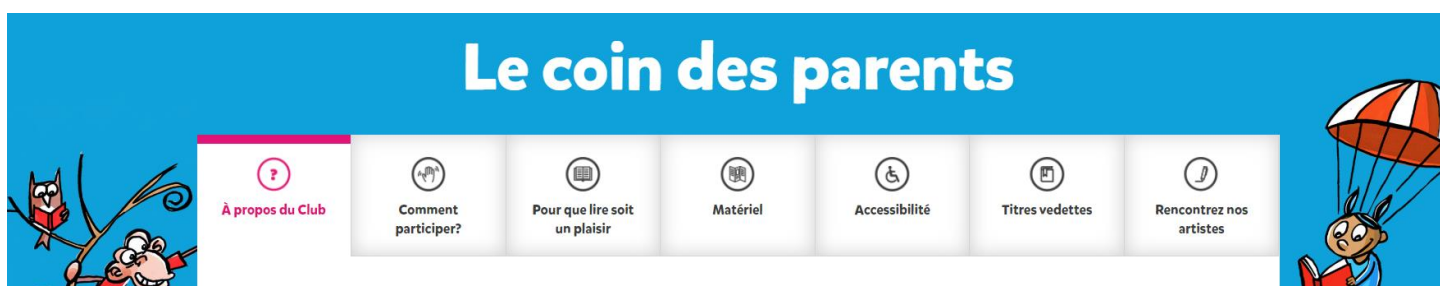 Le coin des parents
?
À propos du Club
Comment
participer?
Pour que lire soit
un plaisir
Matériel
Accessibilité
Titres vedettes
Rencontrez nos
artistes